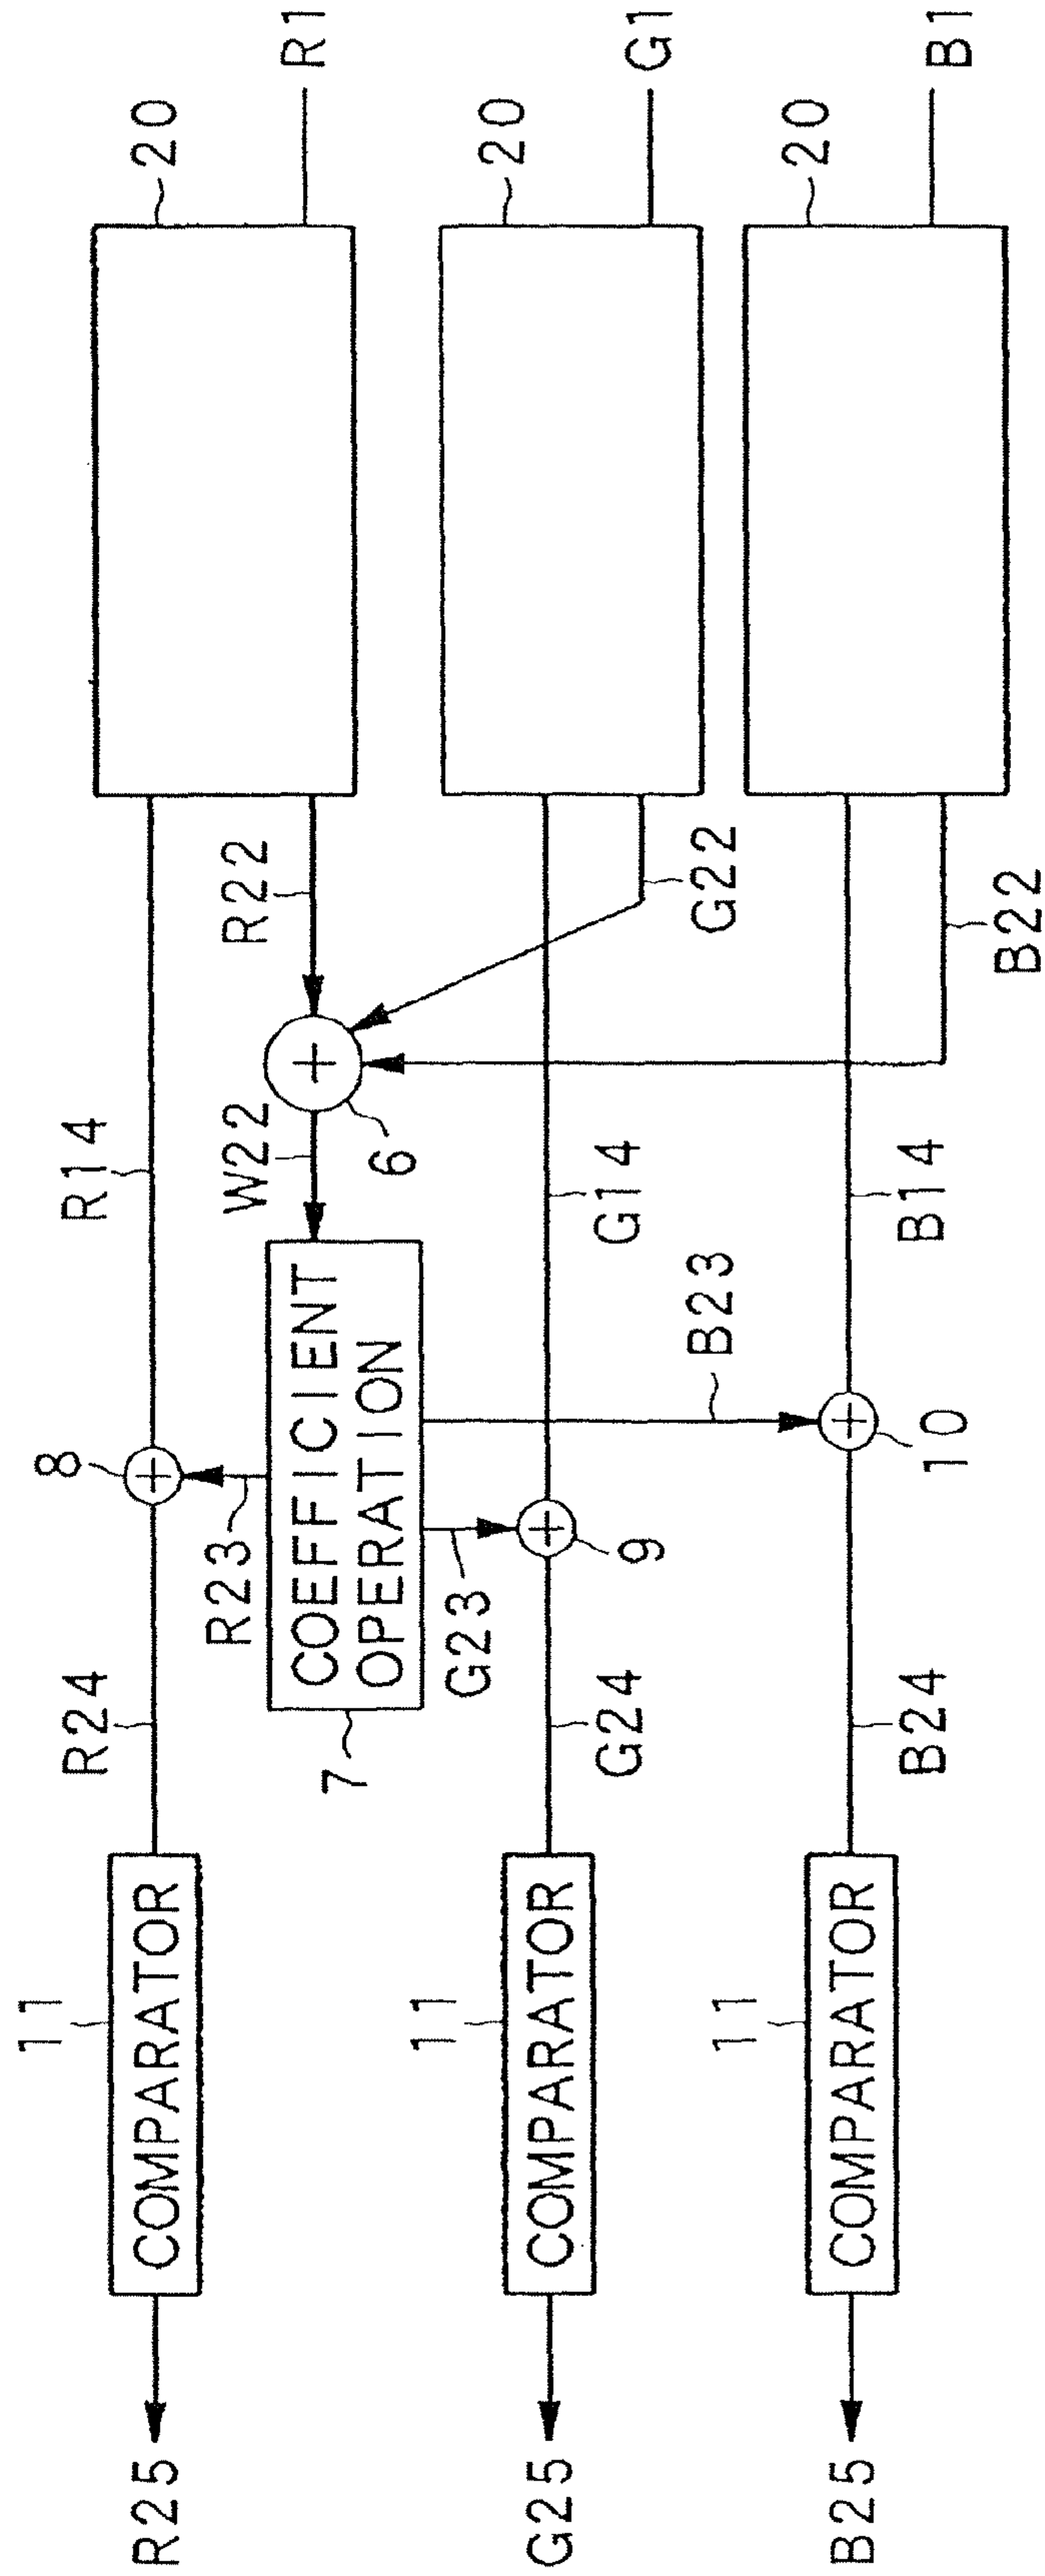 R1
20
G1
20
B1
20
R22
G22
B22
R14
W22
6
G14
B14
8
R23
COEFFICIENT
OPERATION
B23
10
9
G23
7
R24
G24
B24
11
COMPARATOR
11
COMPARATOR
11
COMPARATOR
R25
G25
B25